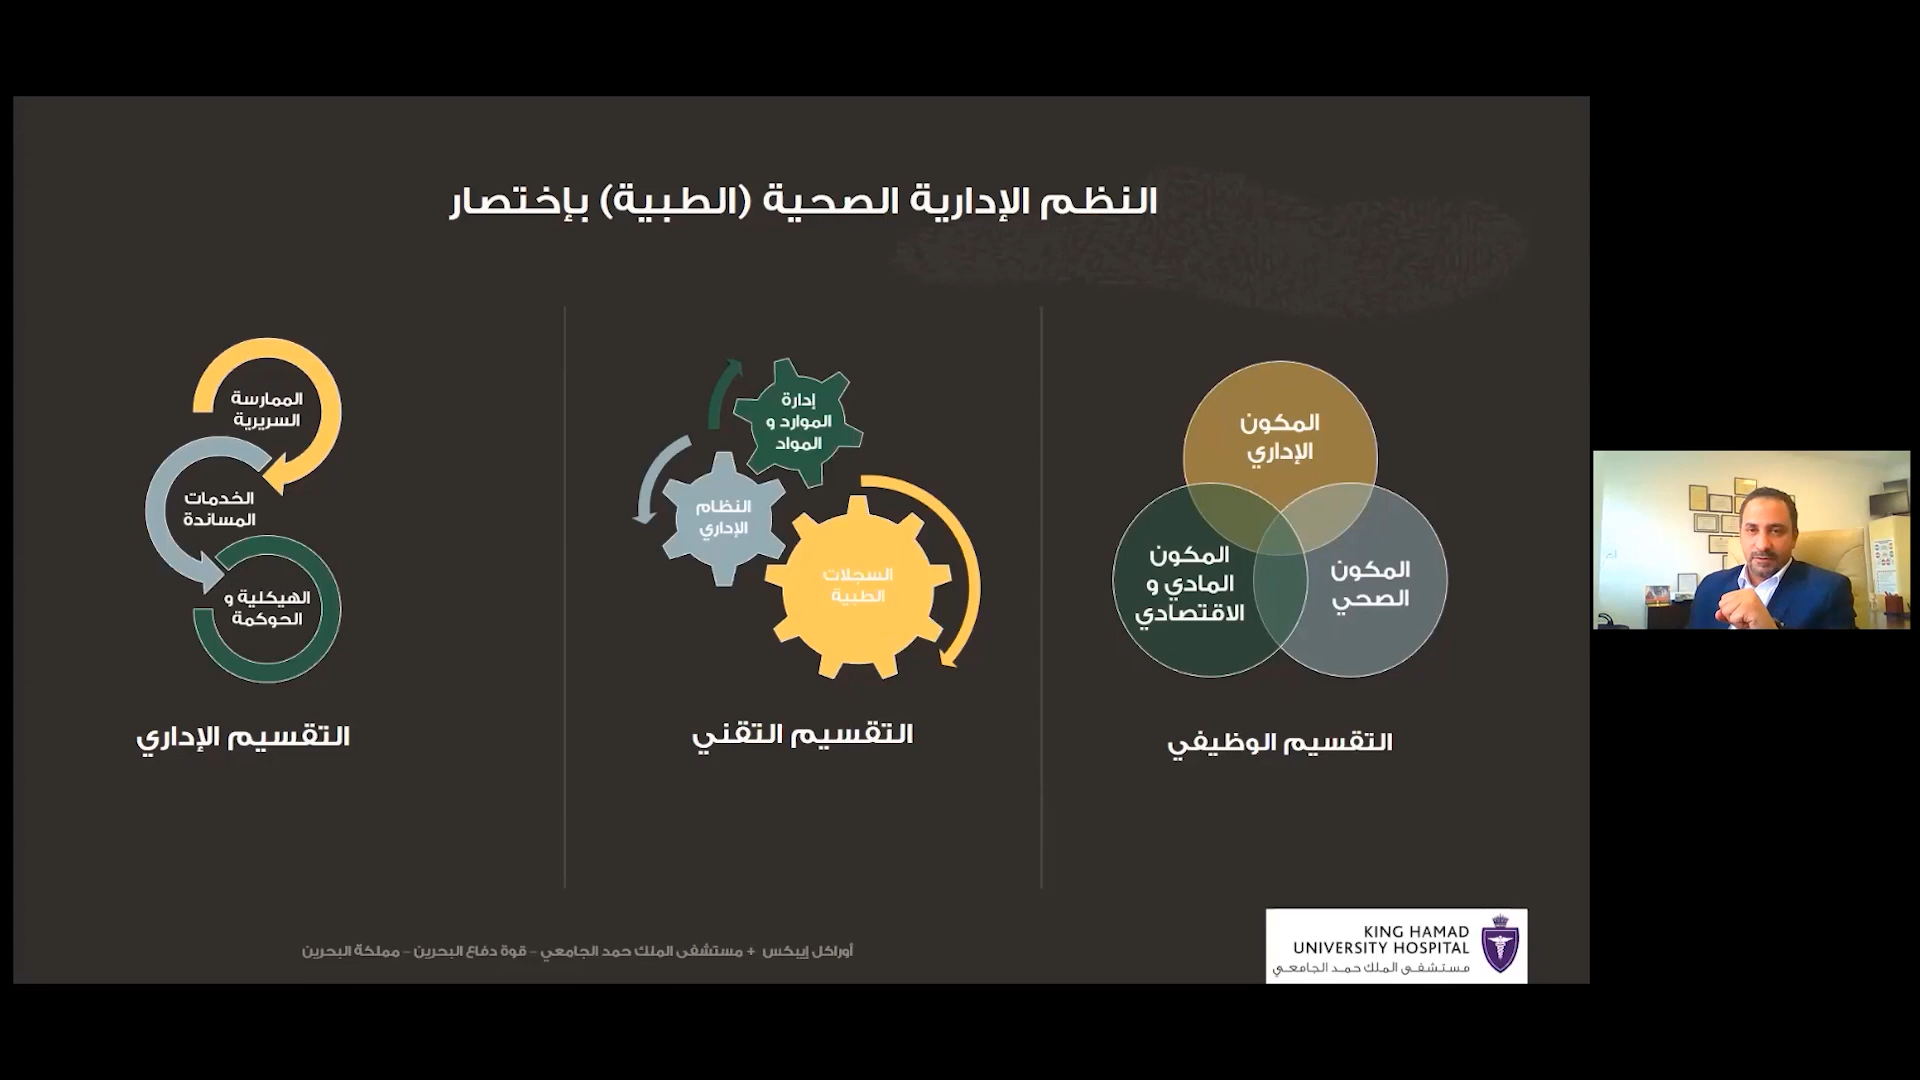 النظم الإدارية الصحية (الطبية) بإختصار
المكون
الإداري
المكون
الصحي
المكون
المادي و
الاقتصادي
التقسيم الوظيفي
إدارة
الموارد و
المواد
النظام
الإداري
السجلات
الطبية
التقسيم التقني
الممارسة
السريرية
الخدمات
المساندة
الهيكلية و
الحوكمة
التقسيم الإداري
أوراكل إيبكس + مستشفى الملك حمد الجامعي – قوة دفاع البحرين – مملكة البحرين
KING HAMAD
UNIVERSITY HOSPITAL
مستشفى الملك حمد الجامعي